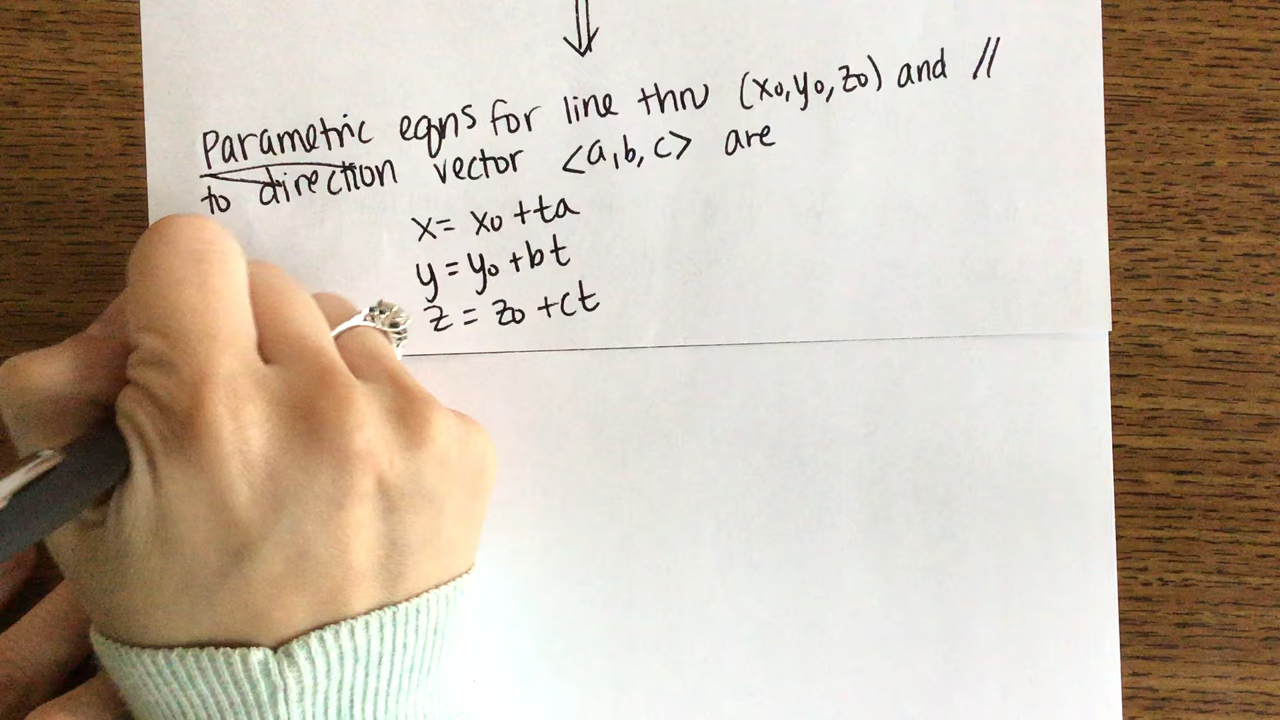 Parametric eqns for line thru (x0, y0, z0) and //
to direction vector <a, b, c> are
x = x0 + ta
y = y0 + bt
z = z0 + ct